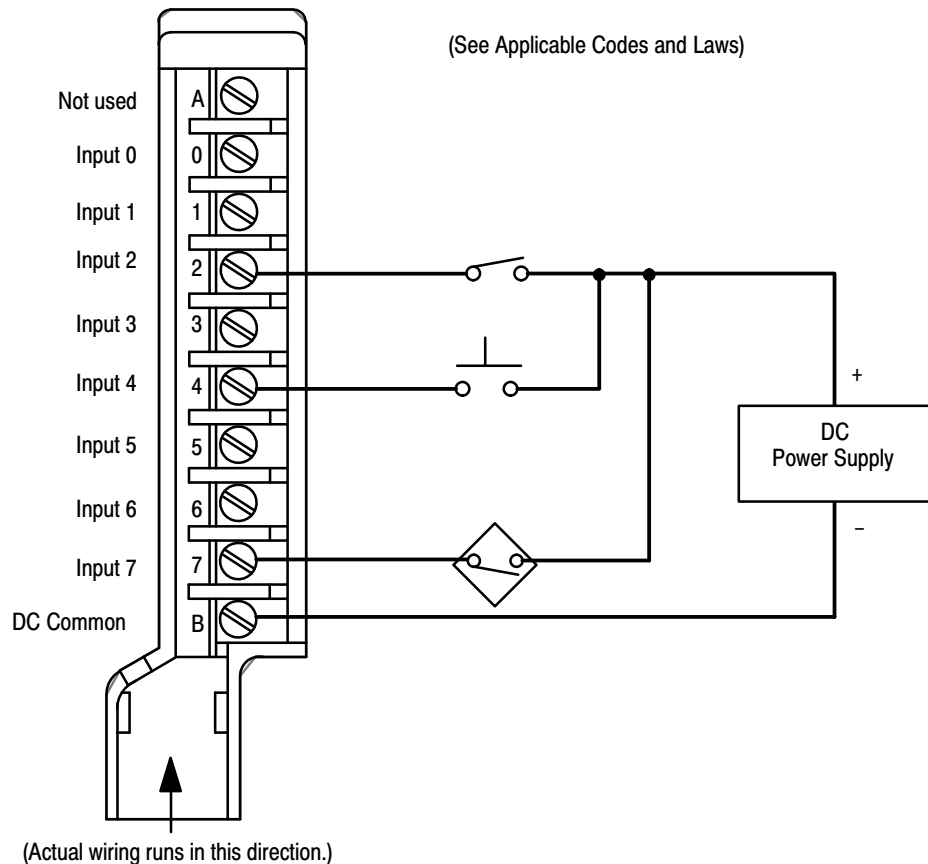 (See Applicable Codes and Laws)
Not used A
Input 0 0
Input 1 1
Input 2 2
Input 3 3
Input 4 4
Input 5 5
Input 6 6
Input 7 7
DC Common B
+
DC
Power Supply
–
(Actual wiring runs in this direction.)